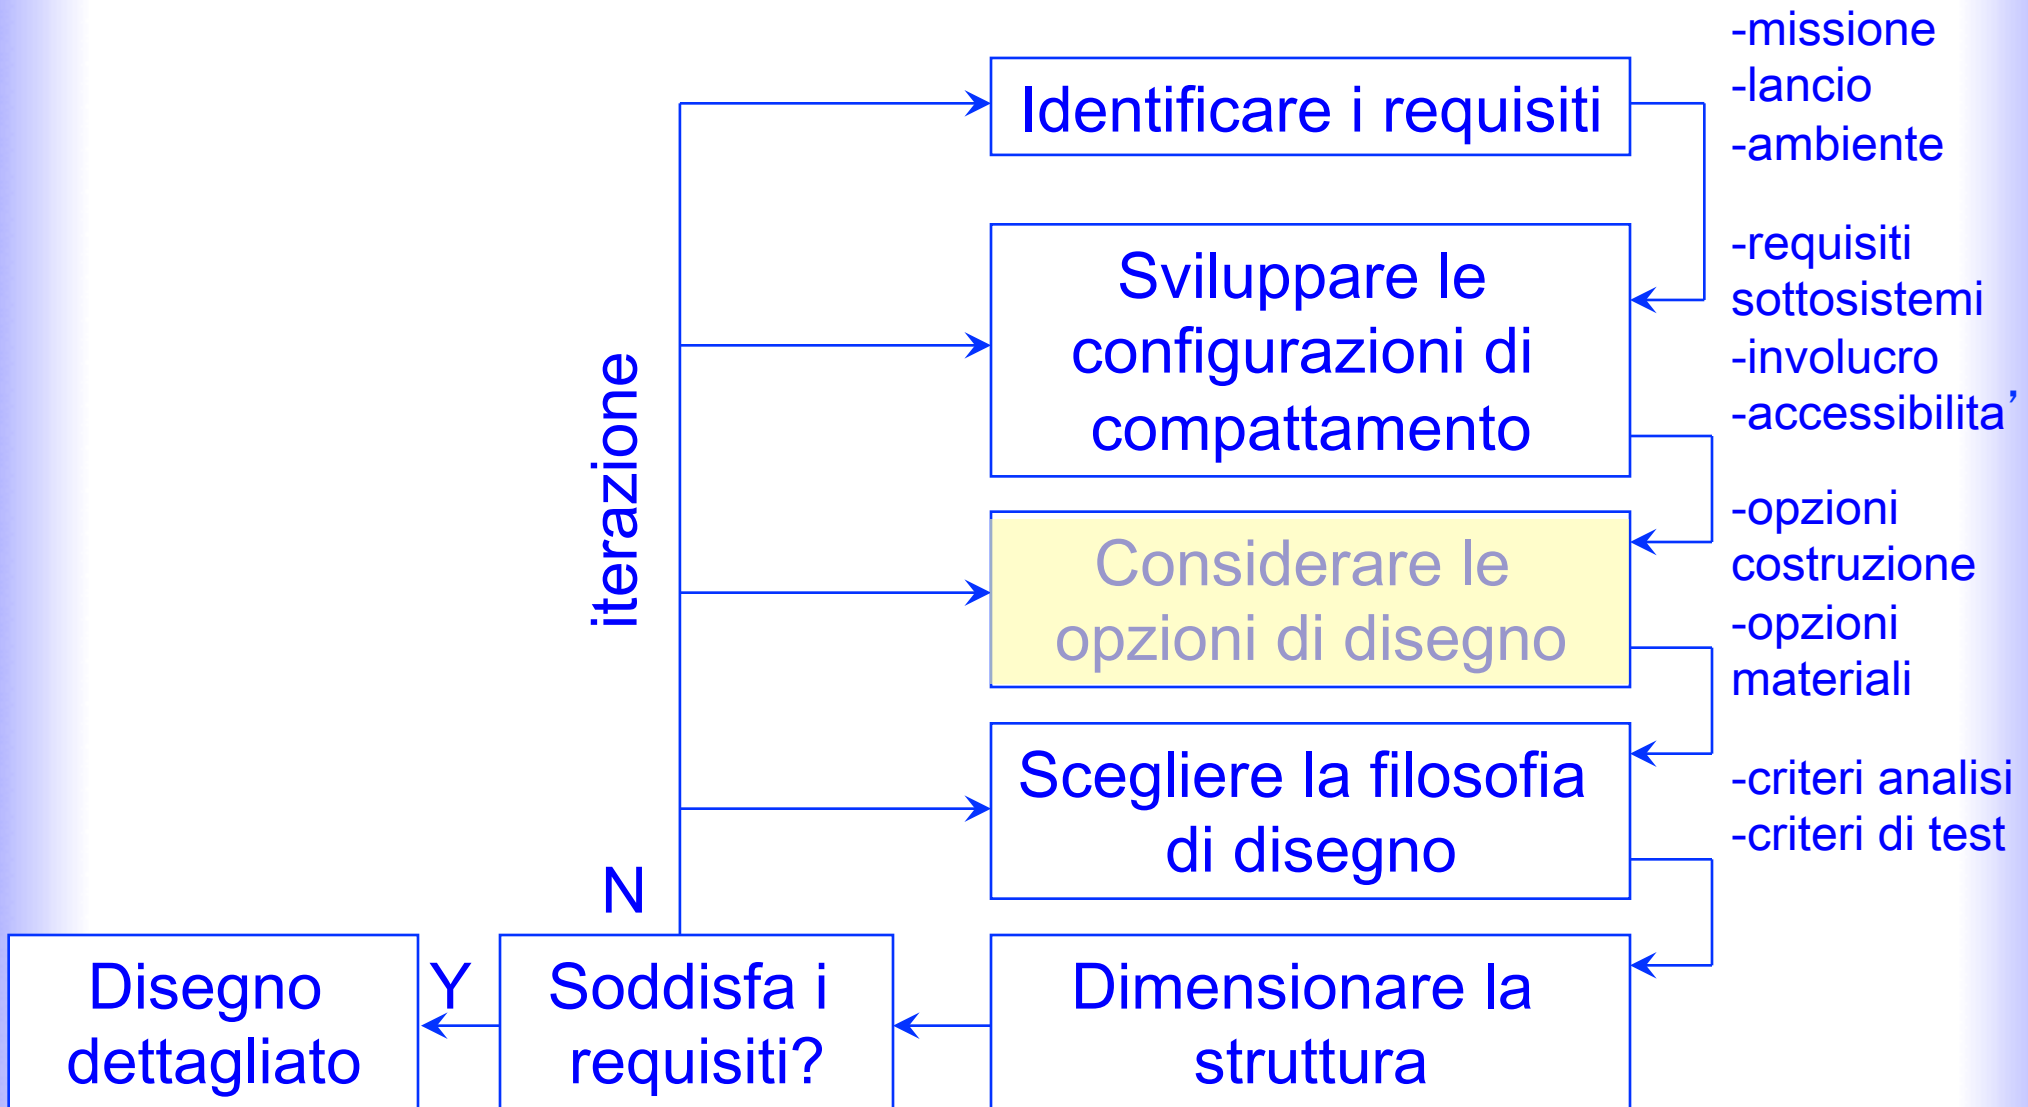 Identificare i requisiti
-missione
-lancio
-ambiente
Sviluppare le
configurazioni di
compattamento
-requisiti
sottosistemi
-involucro
-accessibilita’
iterazione
Considerare le
opzioni di disegno
-opzioni
costruzione
-opzioni
materiali
Scegliere la filosofia
di disegno
-criteri analisi
-criteri di test
N
Disegno
dettagliato
Y
Soddisfa i
requisiti?
Dimensionare la
struttura